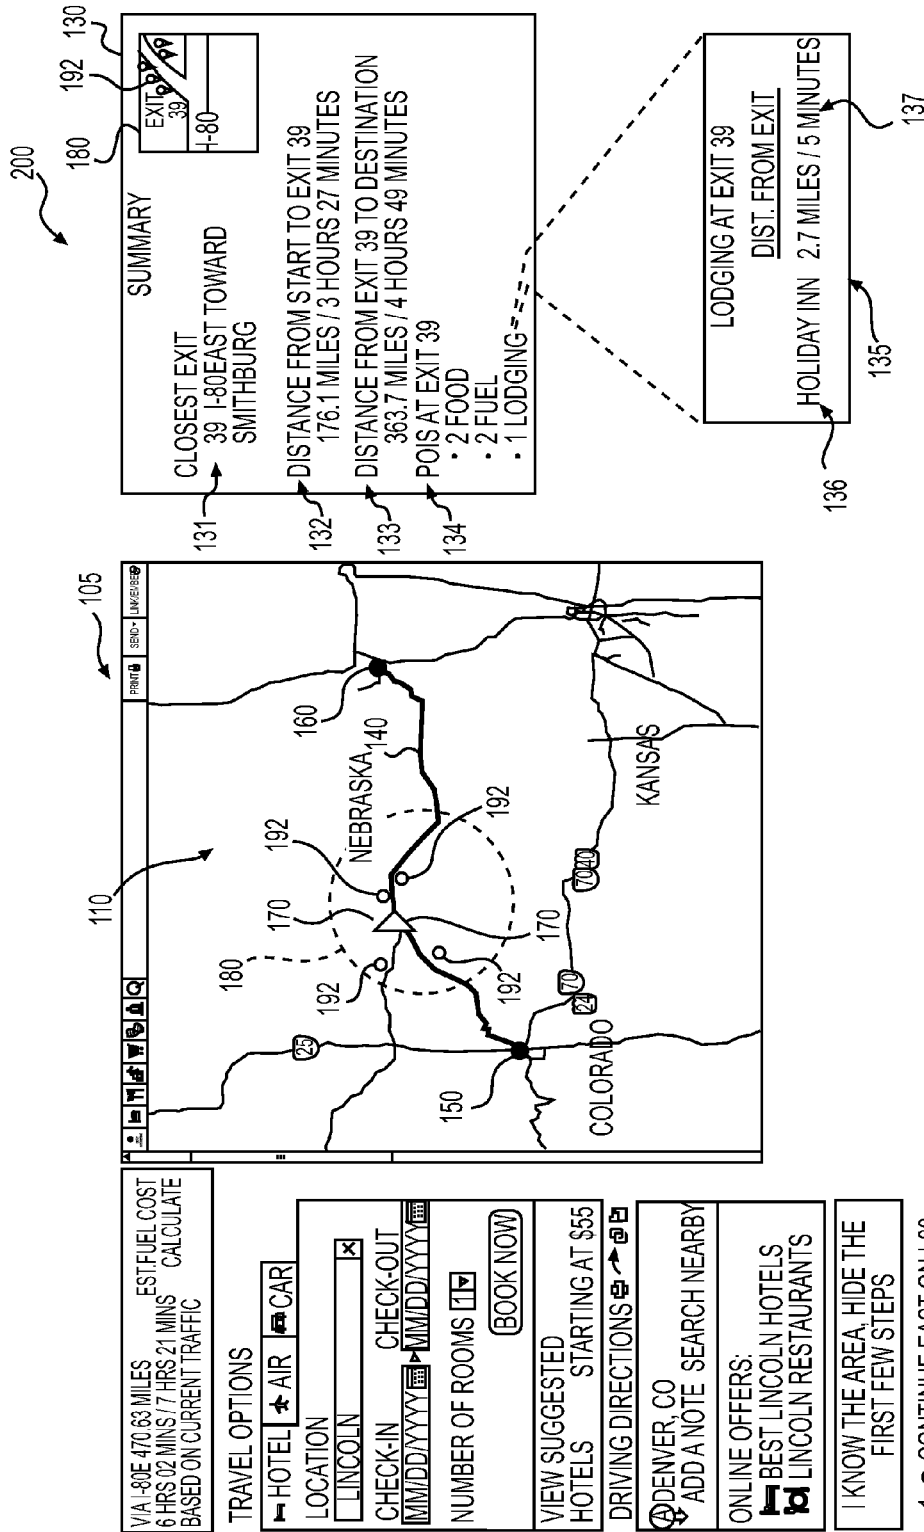 200
VIA I-80E 470.63 MILES
6 HRS 02 MINS / 7 HRS 21 MINS
BASED ON CURRENT TRAFFIC
EST.FUEL COST
CALCULATE
TRAVEL OPTIONS
HOTEL AIR CAR
LOCATION
LINCOLN X
CHECK-IN CHECK-OUT
MM/DD/YYYY MM/DD/YYYY
NUMBER OF ROOMS 1
BOOK NOW
VIEW SUGGESTED
HOTELS STARTING AT $55
DRIVING DIRECTIONS
A DENVER, CO
ADD A NOTE SEARCH NEARBY
ONLINE OFFERS:
BEST LINCOLN HOTELS
LINCOLN RESTAURANTS
I KNOW THE AREA, HIDE THE
FIRST FEW STEPS
105
PRINT SEND LINK/EMBED
110
180
170
192
192
160
NEBRASKA
140
192
25
192
170
192
150
COLORADO
70
24
7040
KANSAS
130
180
192
SUMMARY
EXIT
39
I-80
CLOSEST EXIT
39 I-80EAST TOWARD
SMITHBURG
131
DISTANCE FROM START TO EXIT 39
176.1 MILES / 3 HOURS 27 MINUTES
132
DISTANCE FROM EXIT 39 TO DESTINATION
363.7 MILES / 4 HOURS 49 MINUTES
133
POIS AT EXIT 39
134
• 2 FOOD
• 2 FUEL
• 1 LODGING
LODGING AT EXIT 39
DIST. FROM EXIT
HOLIDAY INN 2.7 MILES / 5 MINUTES
136
135
137